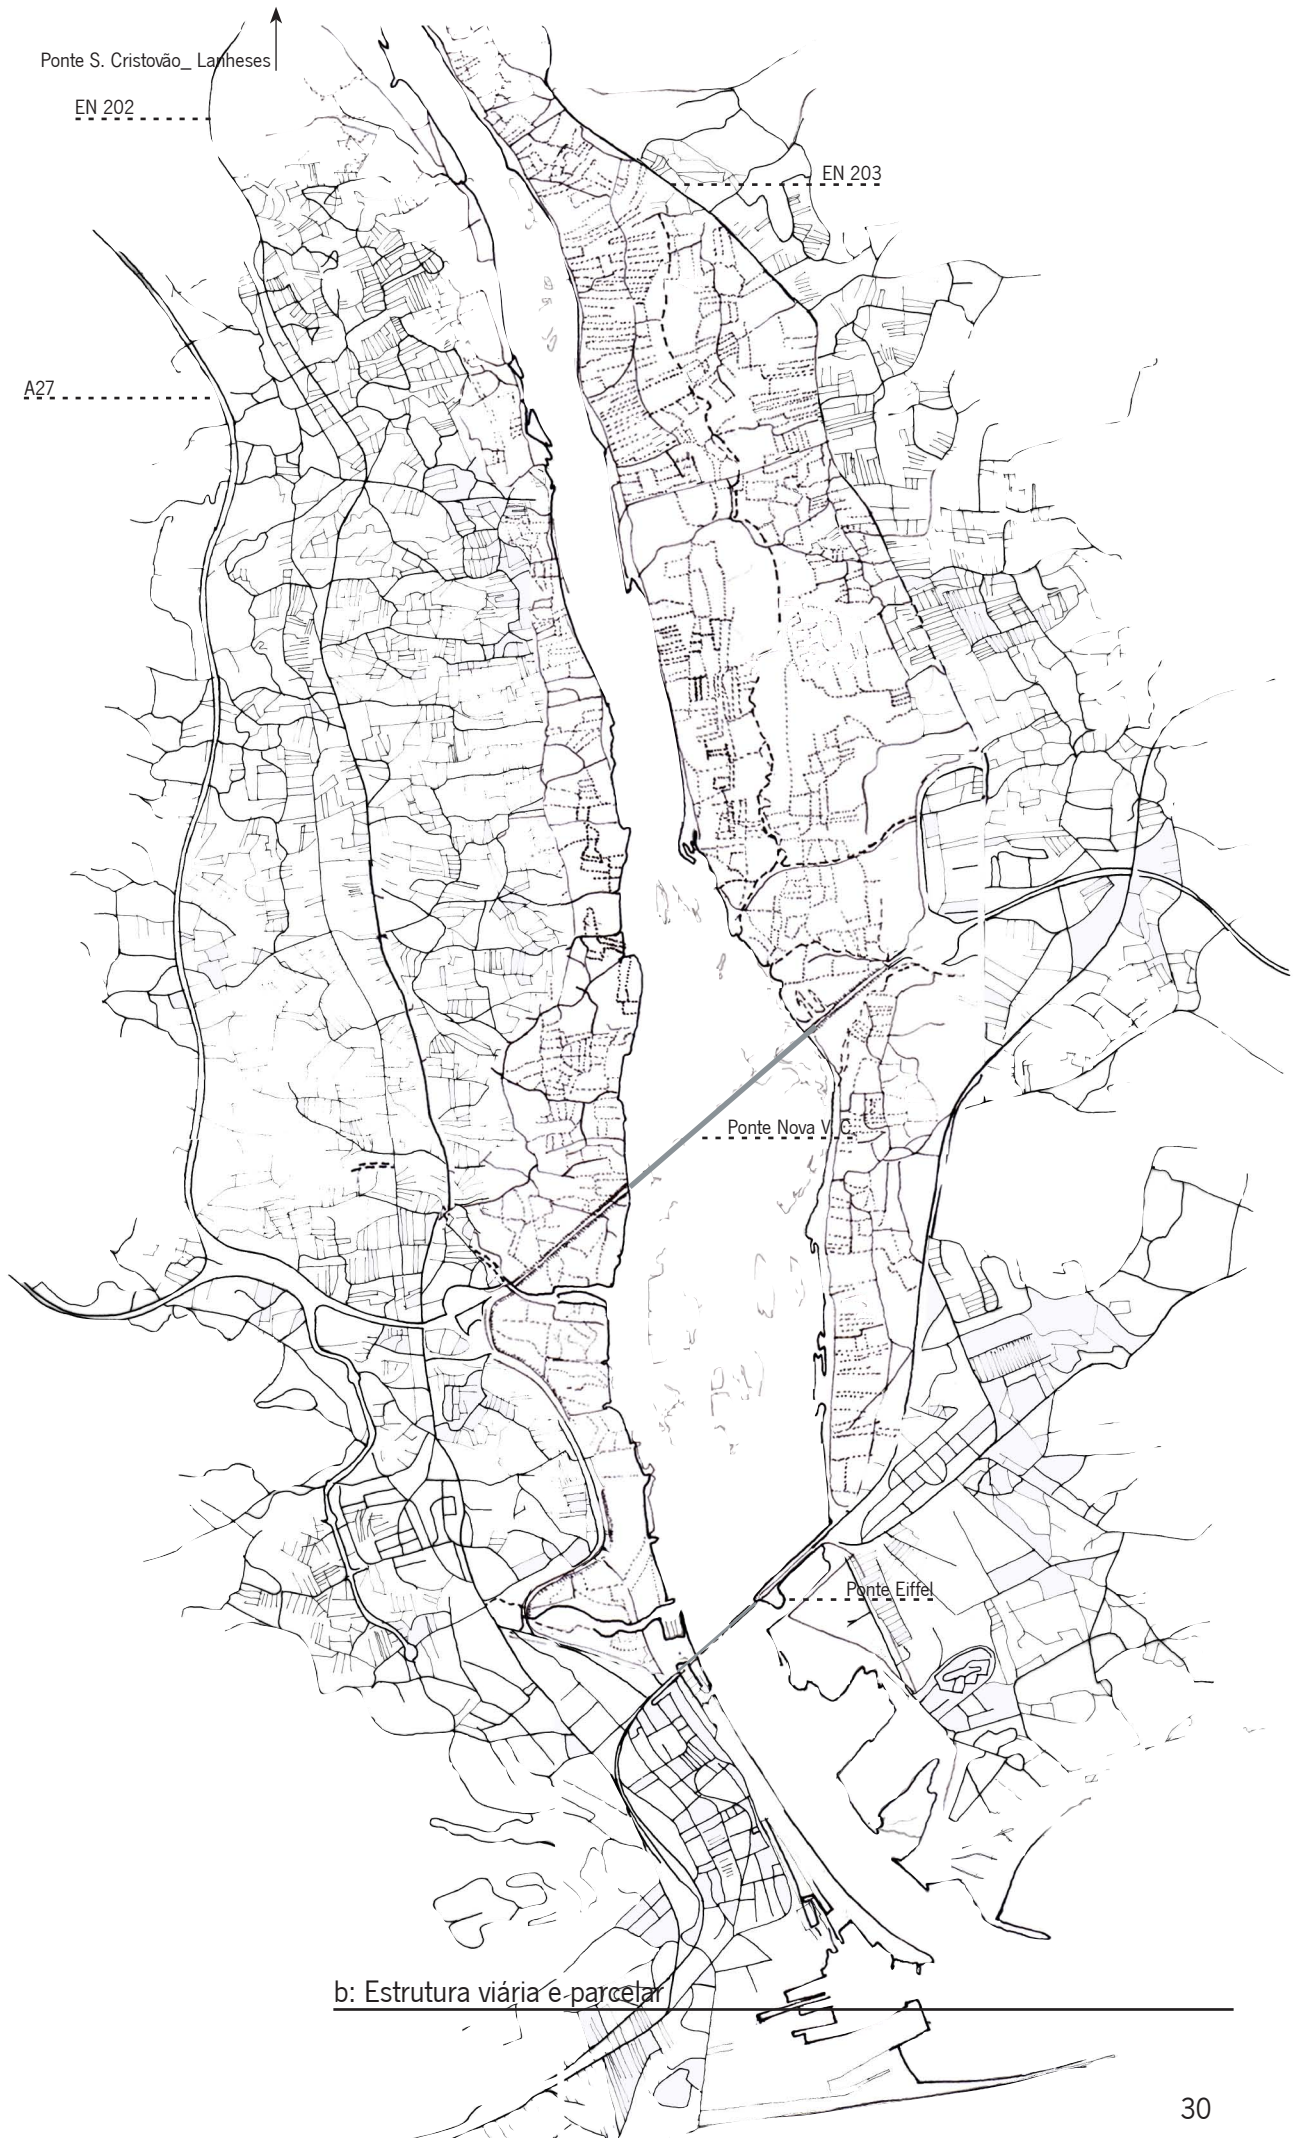 Ponte S. Cristovão_ Lanheses
EN 202
EN 203
A27
Ponte Nova V. C.
Ponte Eiffel
b: Estrutura viária e parcelar
30